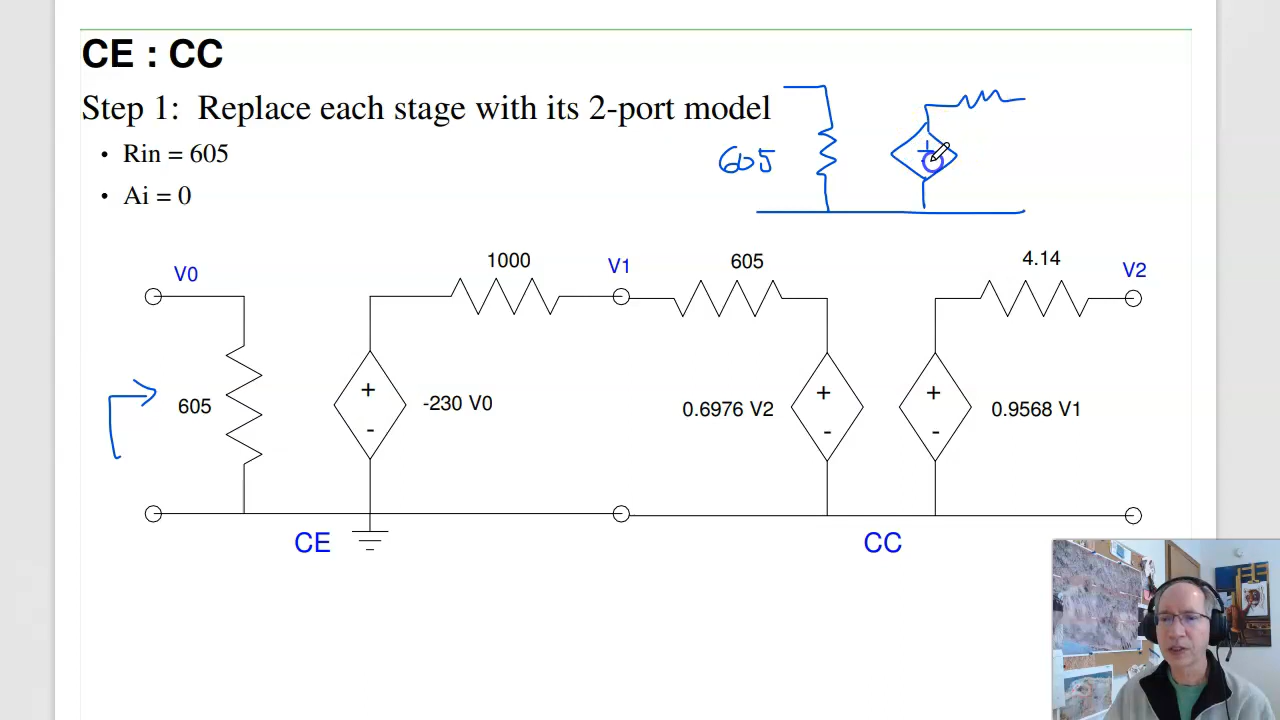 CE : CC
Step 1: Replace each stage with its 2-port model
• Rin = 605
• Ai = 0
605
V0
1000
V1
605
4.14
V2
605
+
-
-230 V0
0.6976 V2
+
-
+
-
0.9568 V1
CE
CC